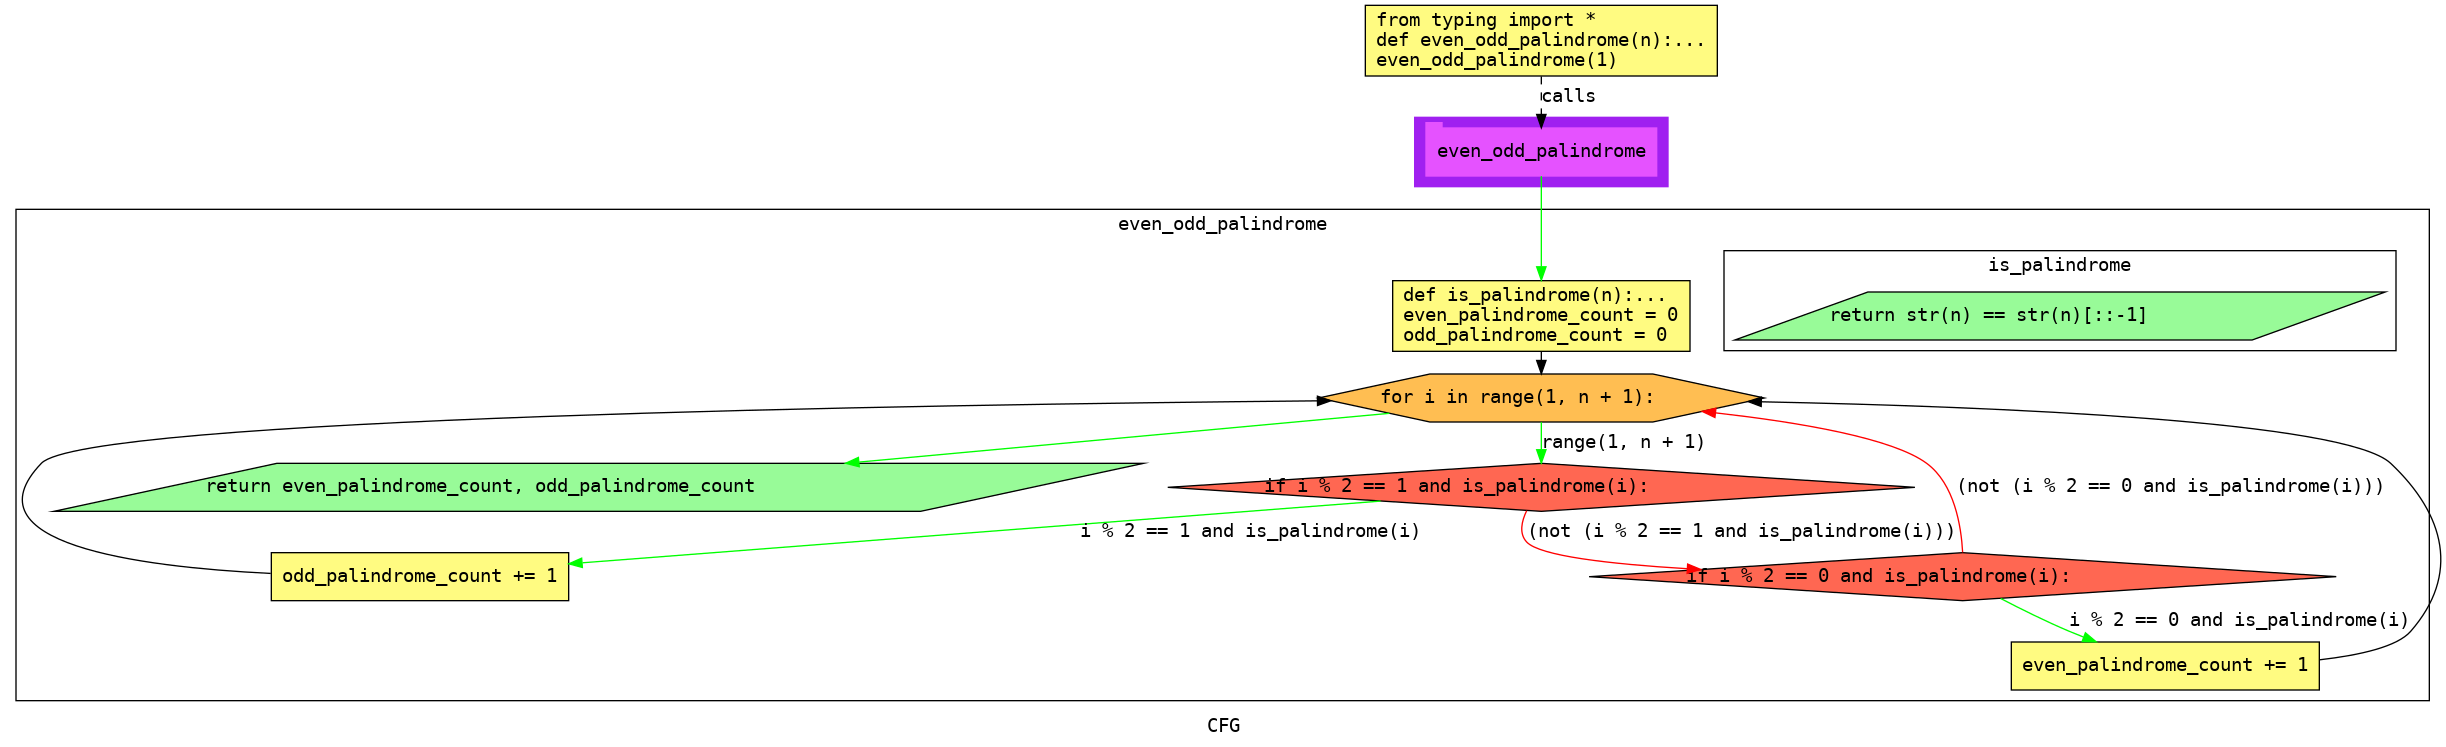 from typing import *
def even_odd_palindrome(n):...
even_odd_palindrome(1)
calls
even_odd_palindrome
even_odd_palindrome
is_palindrome
def is_palindrome(n):...
even_palindrome_count = 0
odd_palindrome_count = 0
return str(n) == str(n)[::-1]
for i in range(1, n + 1):
range(1, n + 1)
return even_palindrome_count, odd_palindrome_count
if i % 2 == 1 and is_palindrome(i):
(not (i % 2 == 0 and is_palindrome(i)))
i % 2 == 1 and is_palindrome(i)
(not (i % 2 == 1 and is_palindrome(i)))
odd_palindrome_count += 1
if i % 2 == 0 and is_palindrome(i):
i % 2 == 0 and is_palindrome(i)
even_palindrome_count += 1
CFG